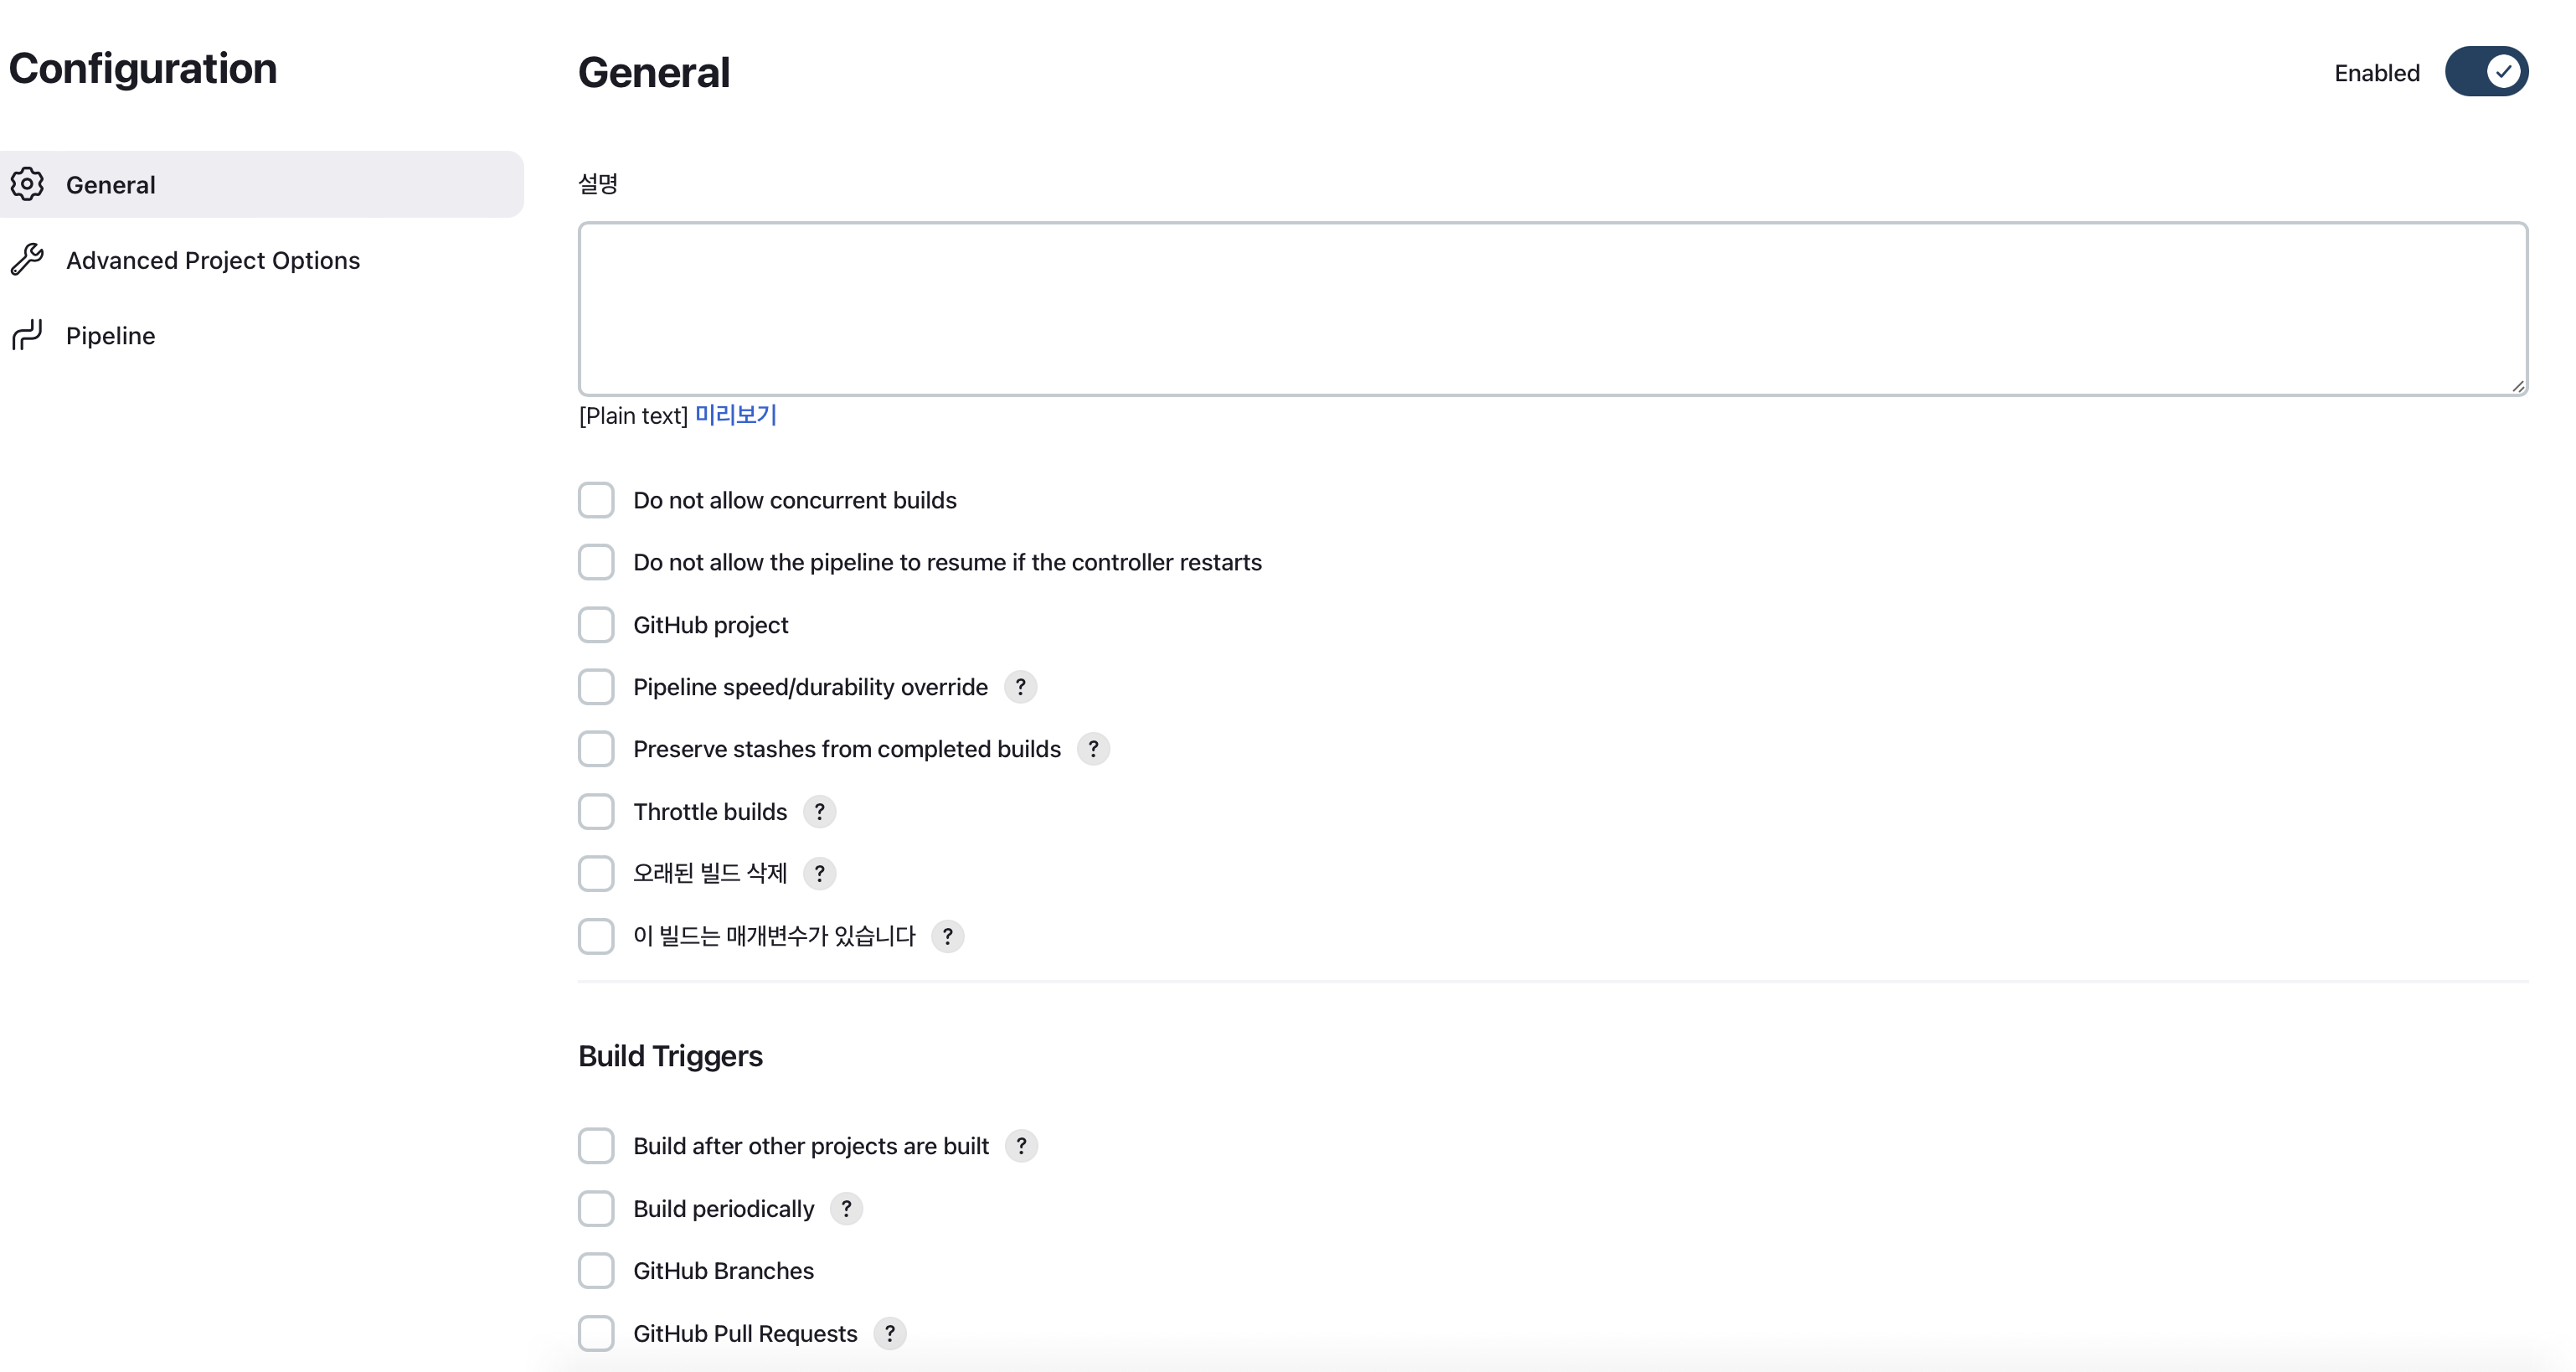 Configuration
General
Advanced Project Options
Pipeline
General
Enabled
설명
[Plain text] 미리보기
Do not allow concurrent builds
Do not allow the pipeline to resume if the controller restarts
GitHub project
Pipeline speed/durability override ?
Preserve stashes from completed builds ?
Throttle builds ?
오래된 빌드 삭제 ?
이 빌드는 매개변수가 있습니다 ?
Build Triggers
Build after other projects are built ?
Build periodically ?
GitHub Branches
GitHub Pull Requests ?